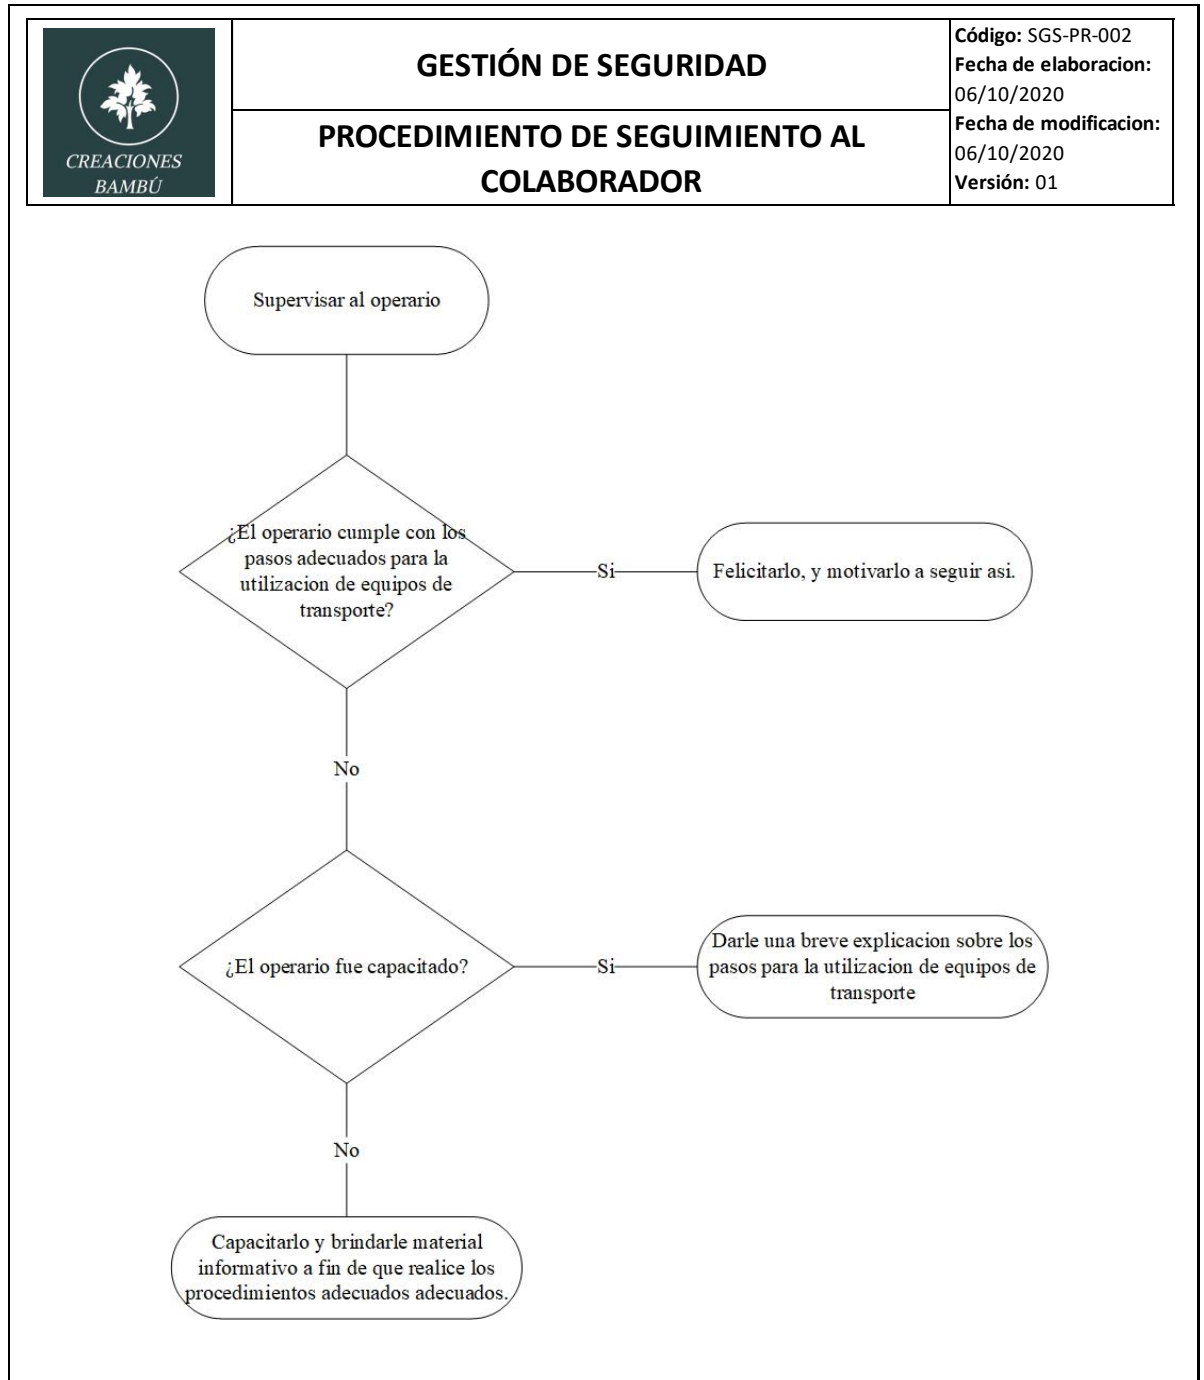 CREACIONES
BAMBÚ
GESTIÓN DE SEGURIDAD
PROCEDIMIENTO DE SEGUIMIENTO AL
COLABORADOR
Código: SGS-PR-002
Fecha de elaboracion:
06/10/2020
Fecha de modificacion:
06/10/2020
Versión: 01
Supervisar al operario
¿El operario cumple con los
pasos adecuados para la
utilizacion de equipos de
transporte?
Si
Felicitarlo, y motivarlo a seguir asi.
No
¿El operario fue capacitado?
Si
Darle una breve explicacion sobre los
pasos para la utilizacion de equipos de
transporte
No
Capacitarlo y brindarle material
informativo a fin de que realice los
procedimientos adecuados adecuados.